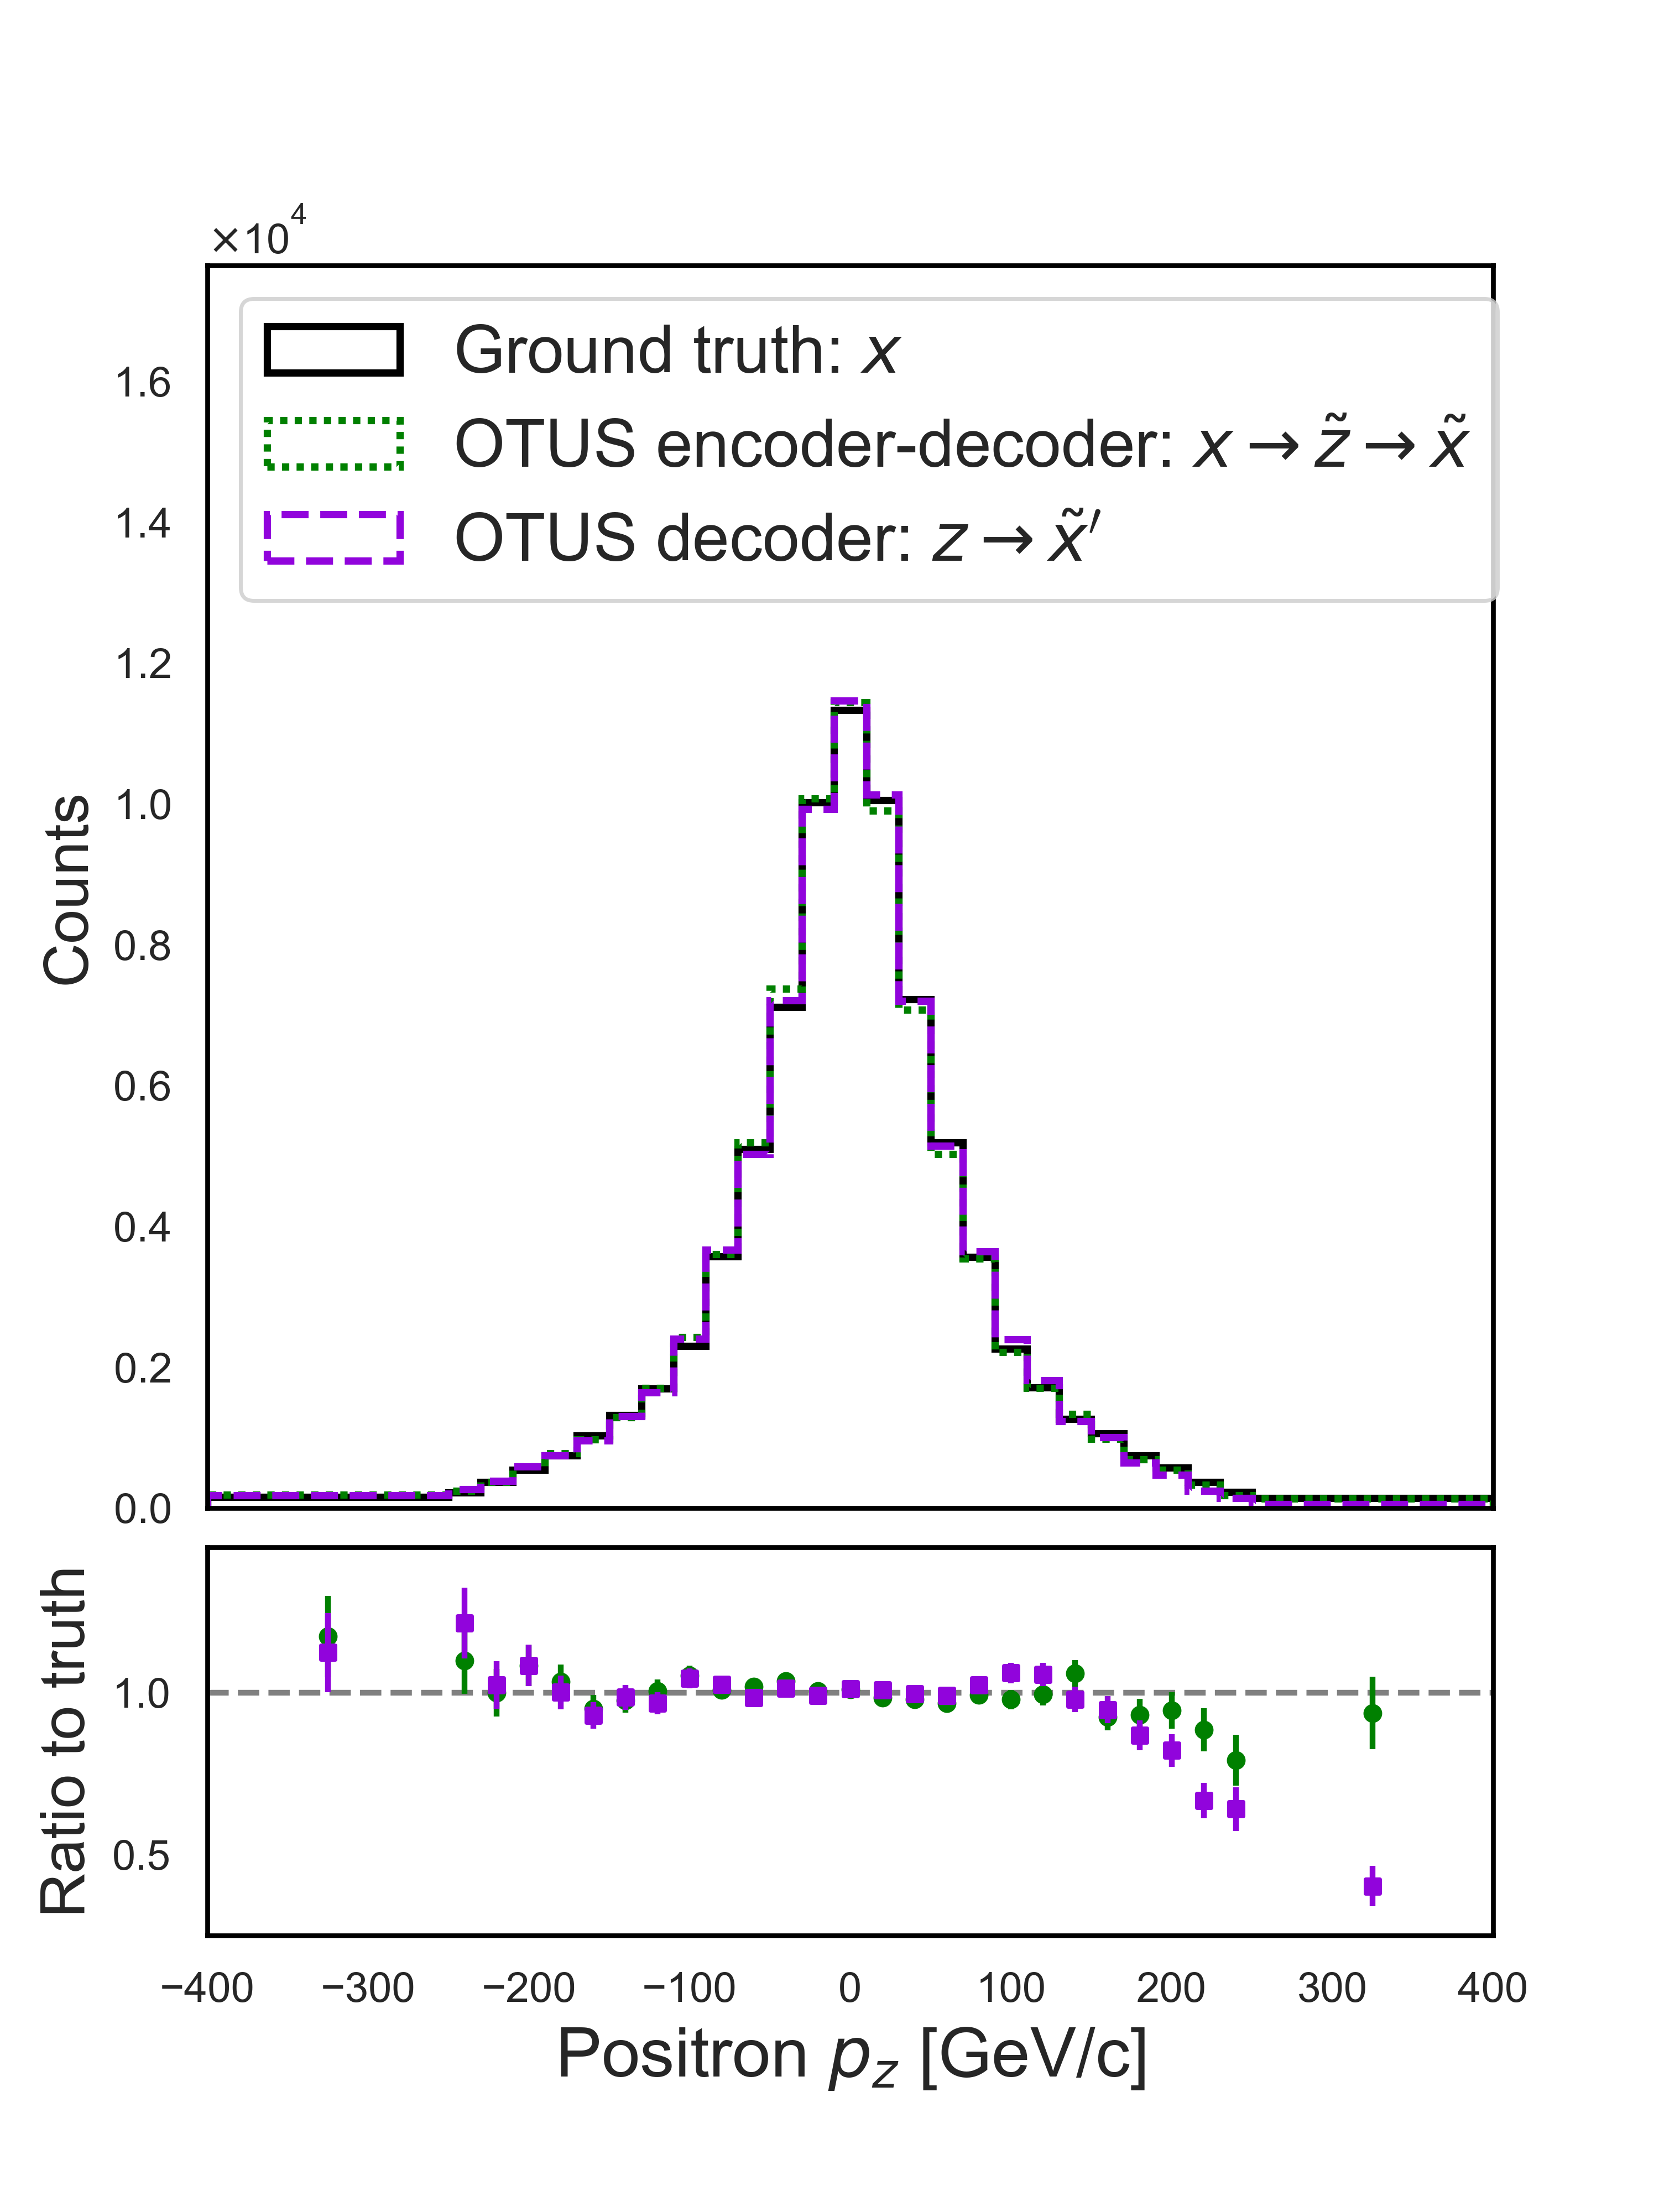 ×10⁴
Ground truth: x
OTUS encoder-decoder: x → z̃ → x̃
OTUS decoder: z → x̃′
1.6
1.4
1.2
1.0
0.8
0.6
0.4
0.2
0.0
Counts
1.0
0.5
Ratio to truth
−400 −300 −200 −100 0 100 200 300 400
Positron p_z [GeV/c]